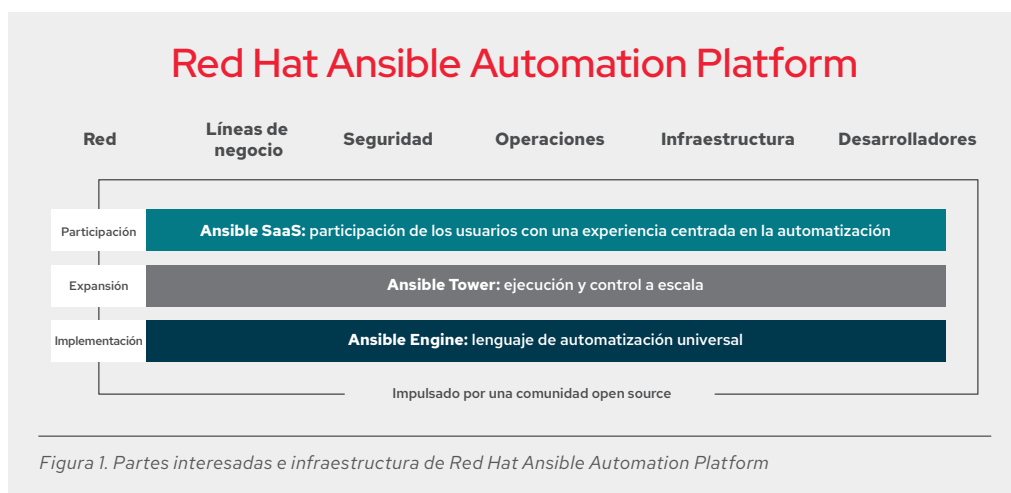 Red Hat Ansible Automation Platform
Red
Líneas de
negocio
Seguridad
Operaciones
Infraestructura
Desarrolladores
Participación
Ansible SaaS: participación de los usuarios con una experiencia centrada en la automatización
Expansión
Ansible Tower: ejecución y control a escala
Implementación
Ansible Engine: lenguaje de automatización universal
Impulsado por una comunidad open source
Figura 1. Partes interesadas e infraestructura de Red Hat Ansible Automation Platform